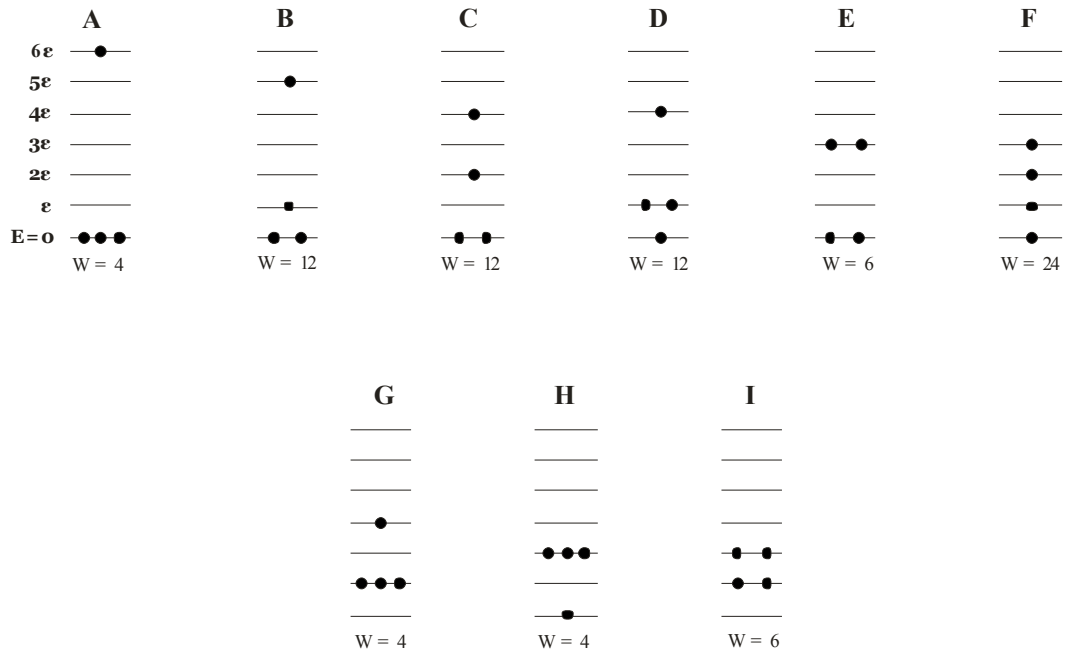 A B C D E F
6ε
5ε
4ε
3ε
2ε
ε
E = 0
W = 4 W = 12 W = 12 W = 12 W = 6 W = 24
G H I
W = 4 W = 4 W = 6